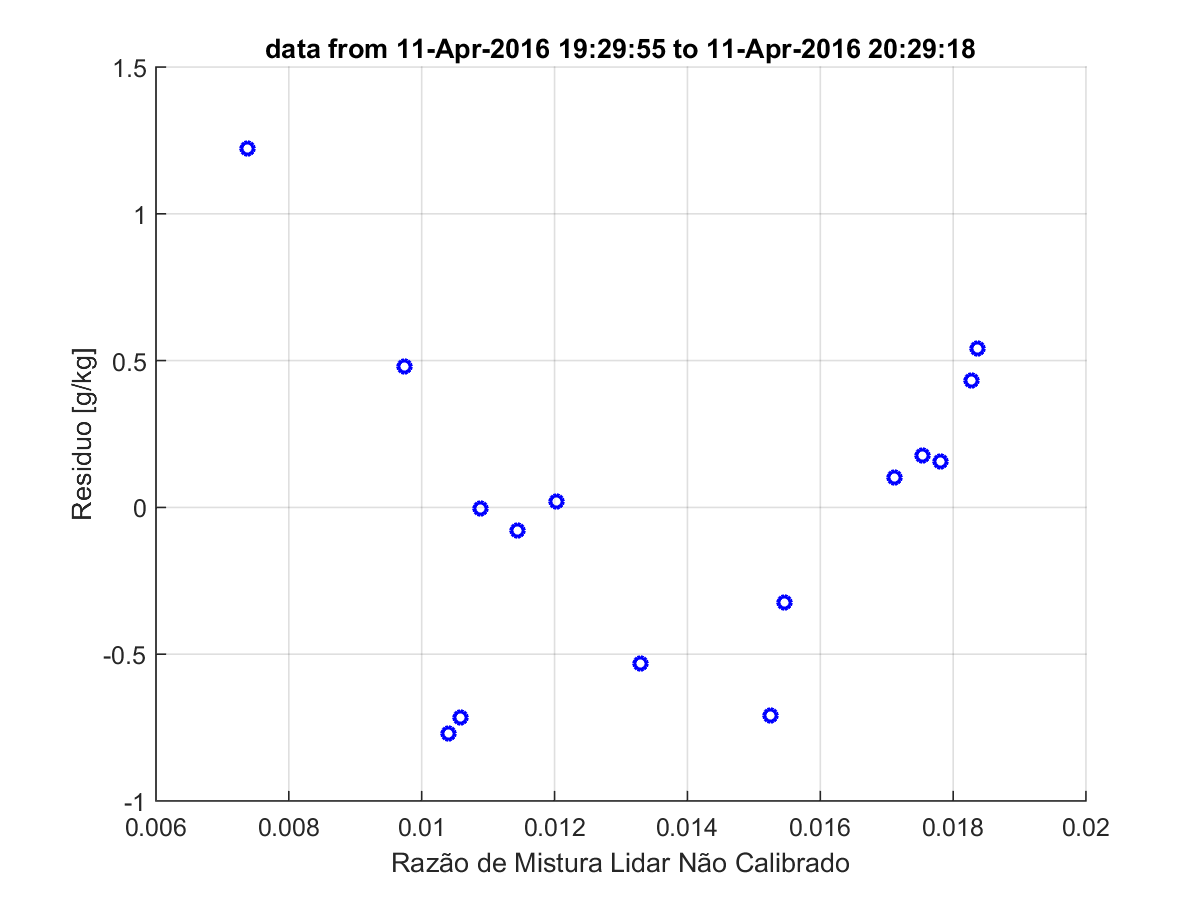 data from 11-Apr-2016 19:29:55 to 11-Apr-2016 20:29:18
1.5
1
0.5
0
-0.5
-1
Residuo [g/kg]
0.006 0.008 0.01 0.012 0.014 0.016 0.018 0.02
Razão de Mistura Lidar Não Calibrado